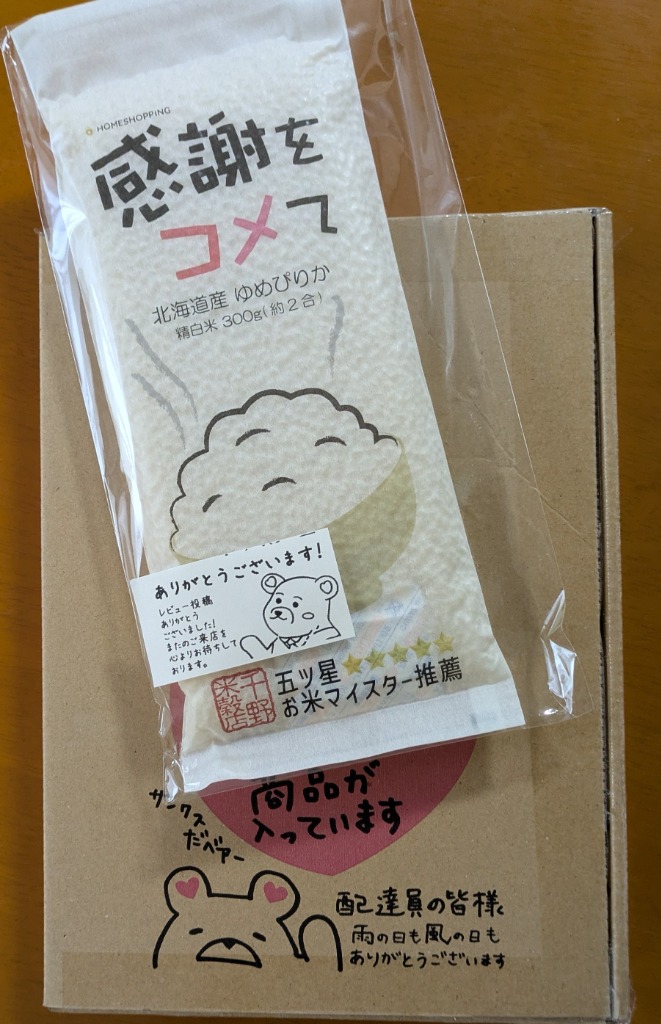 HOMESHOPPING
感謝を
コメて
北海道産 ゆめぴりか
精白米 300g(約2合)
ありがとうございます!
レビュー投稿
ありがとう
ございました!
またのご来店を
心よりお待ちして
おります。
千野
米穀店
五ツ星★★★★★
お米マイスター推薦
商品が
入っています
サンクス
だベアー
配達員の皆様
雨の日も風の日も
ありがとうございます